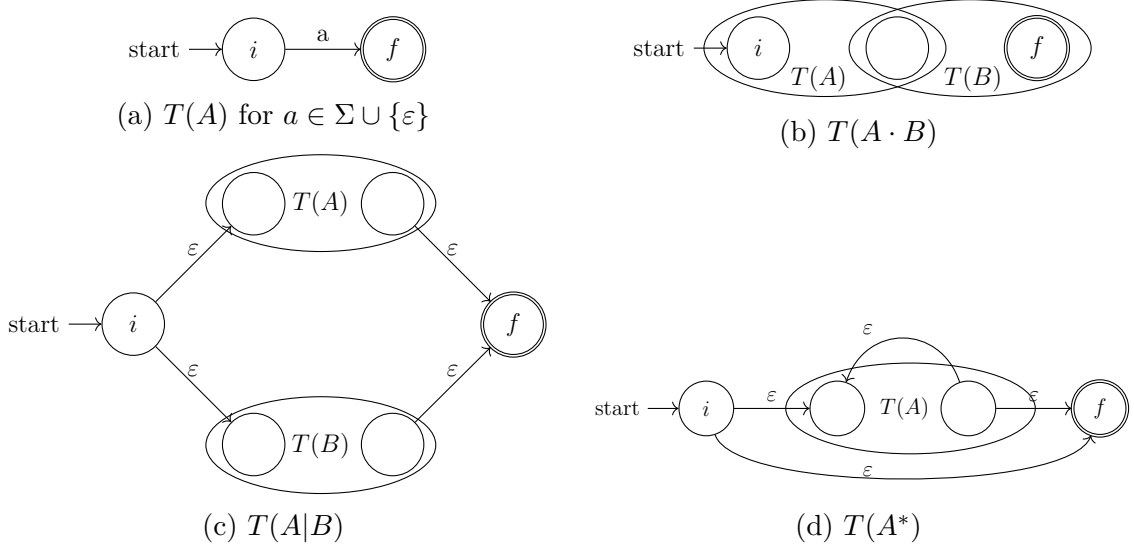 start i a f
(a) T(A) for a ∈ Σ ∪ {ε}
start i T(A) T(B) f
(b) T(A · B)
T(A)
ε ε
start i f
ε ε
T(B)
(c) T(A|B)
ε
start i ε T(A) ε f
ε
(d) T(A*)